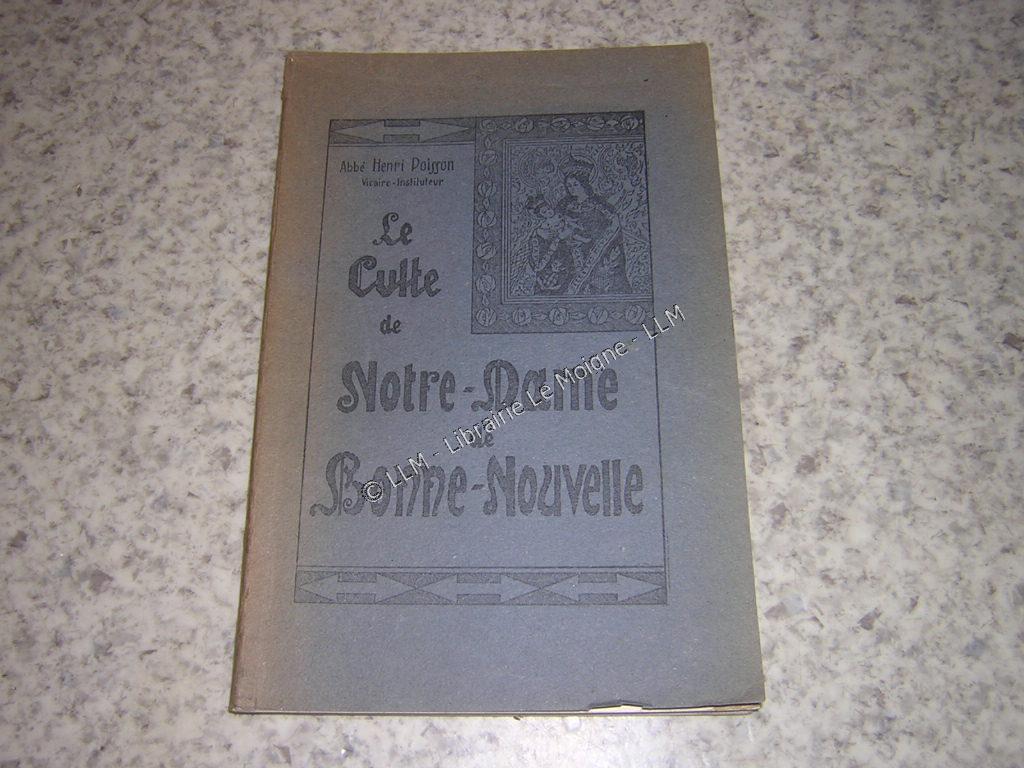 Abbé Henri Poisson
Vicaire-Instituteur
Le
Culte
de
Notre-Dame
de
Bonne-Nouvelle
© LLM - Librairie Le Moigne - LLM